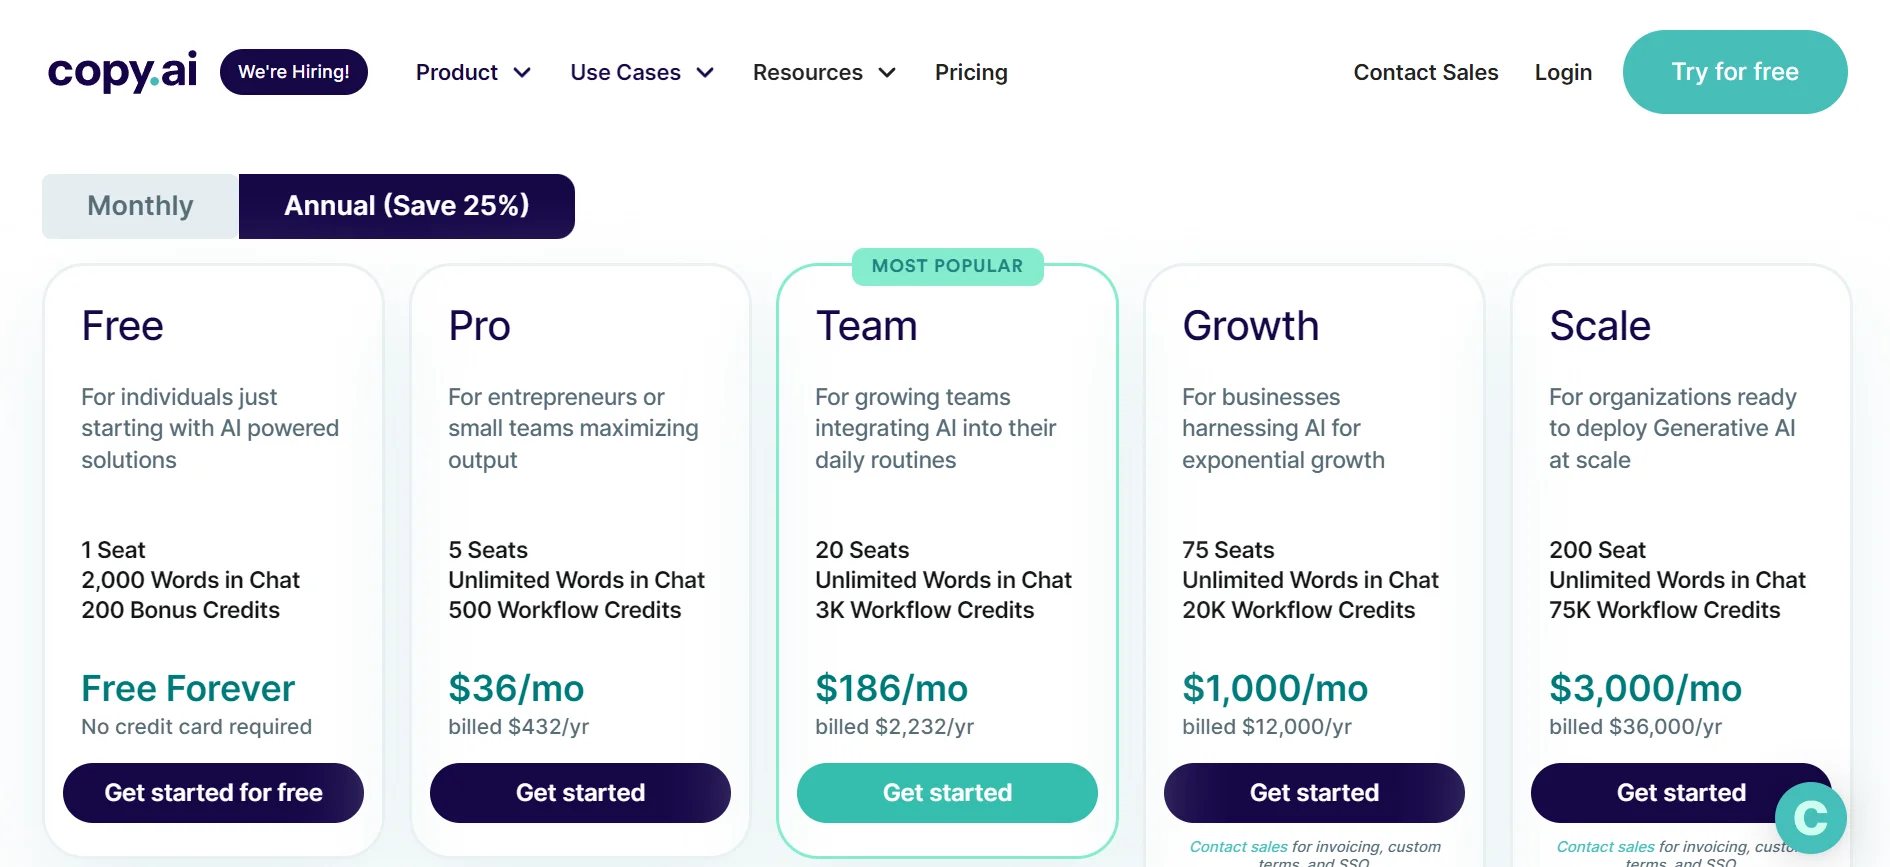 copy.ai
We're Hiring!
Product
Use Cases
Resources
Pricing
Contact Sales
Login
Try for free
Monthly
Annual (Save 25%)
Free
For individuals just
starting with AI powered
solutions
1 Seat
2,000 Words in Chat
200 Bonus Credits
Free Forever
No credit card required
Get started for free
Pro
For entrepreneurs or
small teams maximizing
output
5 Seats
Unlimited Words in Chat
500 Workflow Credits
$36/mo
billed $432/yr
Get started
MOST POPULAR
Team
For growing teams
integrating AI into their
daily routines
20 Seats
Unlimited Words in Chat
3K Workflow Credits
$186/mo
billed $2,232/yr
Get started
Growth
For businesses
harnessing AI for
exponential growth
75 Seats
Unlimited Words in Chat
20K Workflow Credits
$1,000/mo
billed $12,000/yr
Get started
Contact sales for invoicing, custom
terms, and SSO
Scale
For organizations ready
to deploy Generative AI
at scale
200 Seat
Unlimited Words in Chat
75K Workflow Credits
$3,000/mo
billed $36,000/yr
Get started
Contact sales for invoicing,
terms, and SSO
C